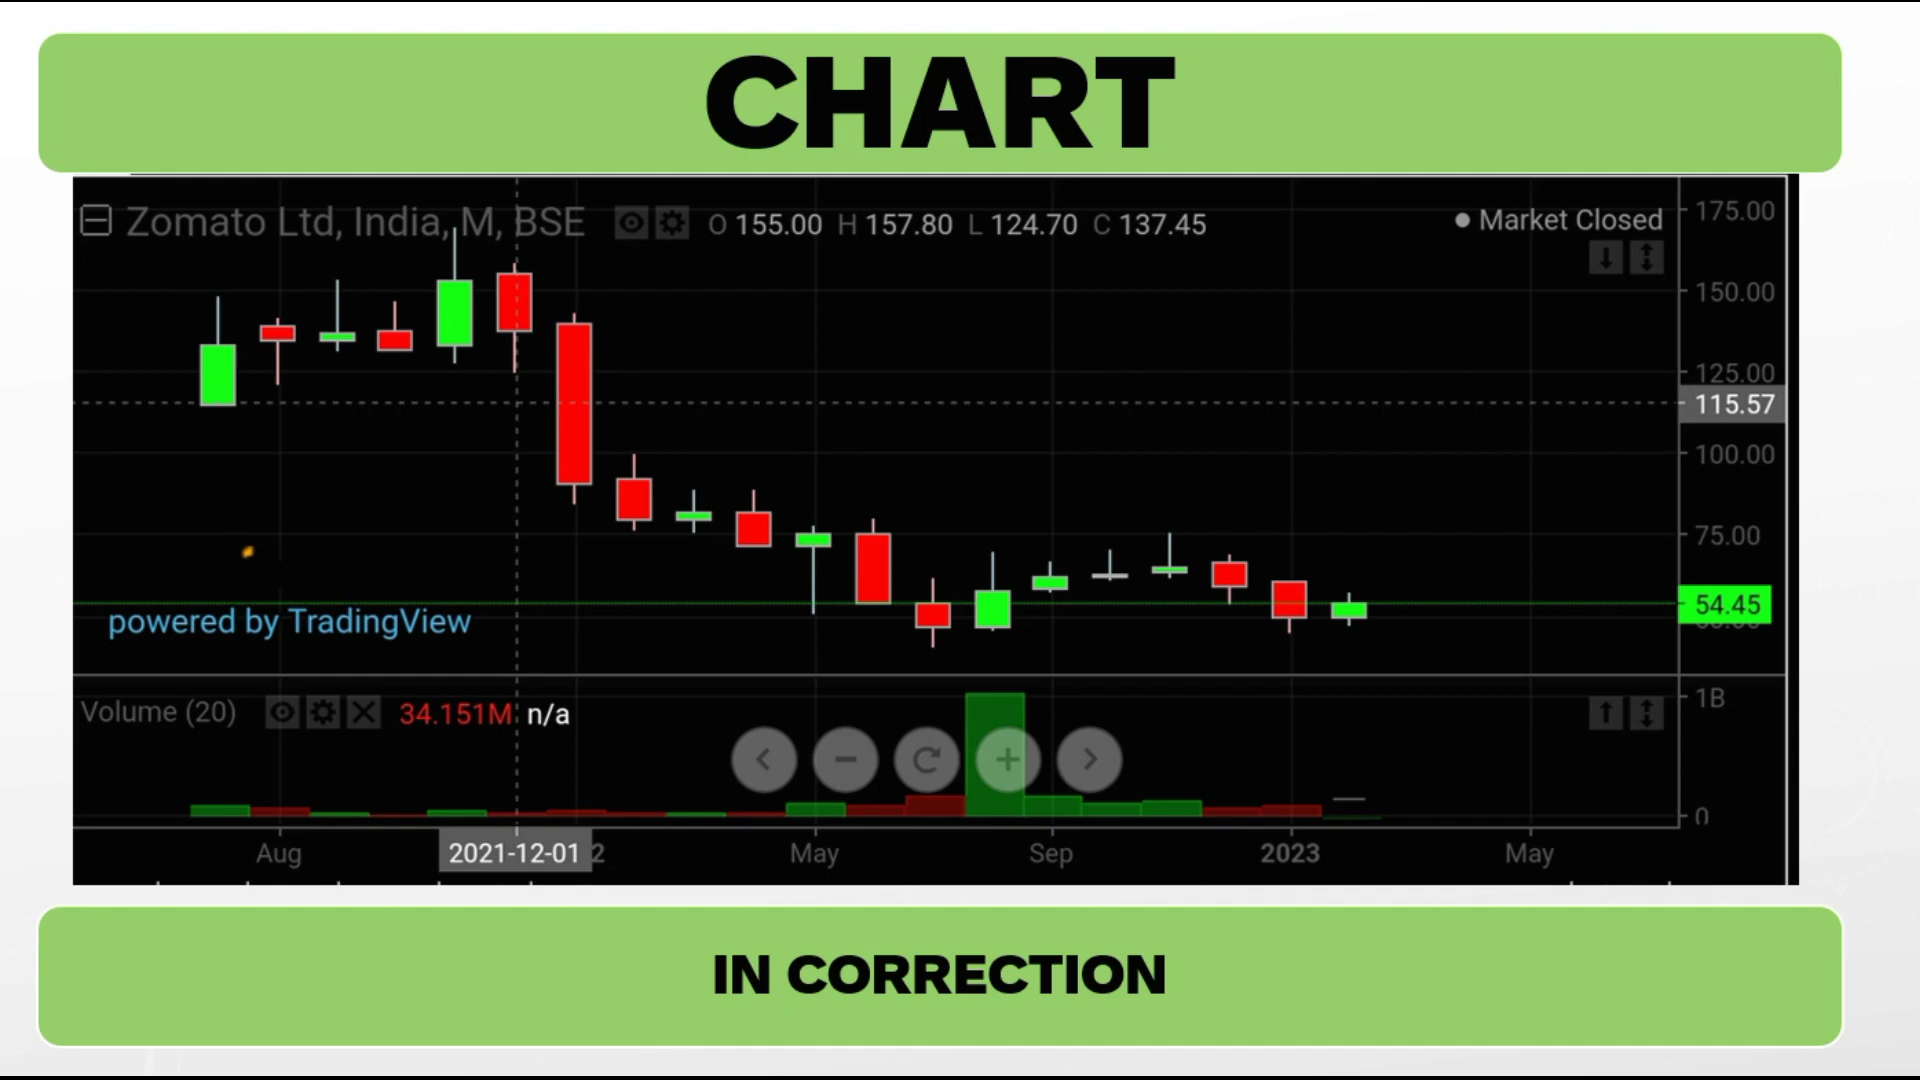 CHART
Zomato Ltd, India, M, BSE O 155.00 H 157.80 L 124.70 C 137.45 Market Closed
175.00
150.00
125.00
115.57
100.00
75.00
54.45
powered by TradingView
Volume (20) 34.151M n/a
1B
0
Aug 2021-12-01 2 May Sep 2023 May
IN CORRECTION